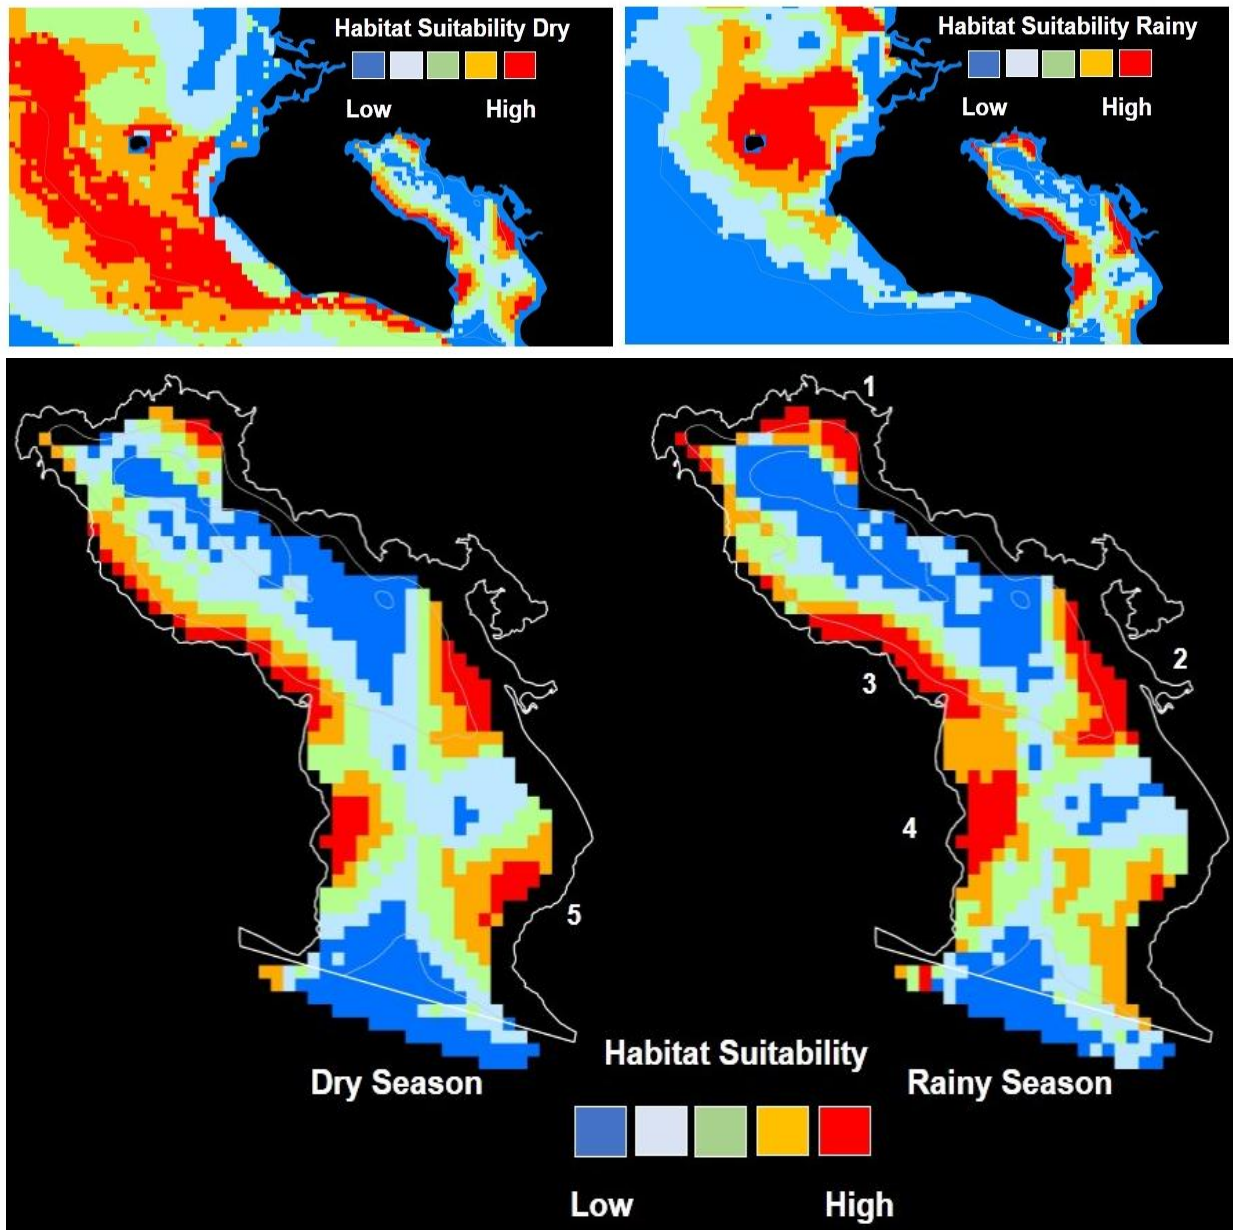 Habitat Suitability Dry
Low High
Habitat Suitability Rainy
Low High
1
2
3
4
5
Habitat Suitability
Dry Season
Rainy Season
Low High